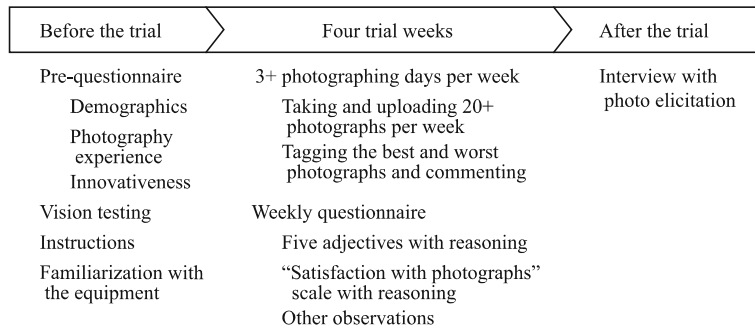 Before the trial
Four trial weeks
After the trial
Pre-questionnaire
Demographics
Photography
experience
Innovativeness
Vision testing
Instructions
Familiarization with
the equipment
3+ photographing days per week
Taking and uploading 20+
photographs per week
Tagging the best and worst
photographs and commenting
Weekly questionnaire
Five adjectives with reasoning
“Satisfaction with photographs”
scale with reasoning
Other observations
Interview with
photo elicitation